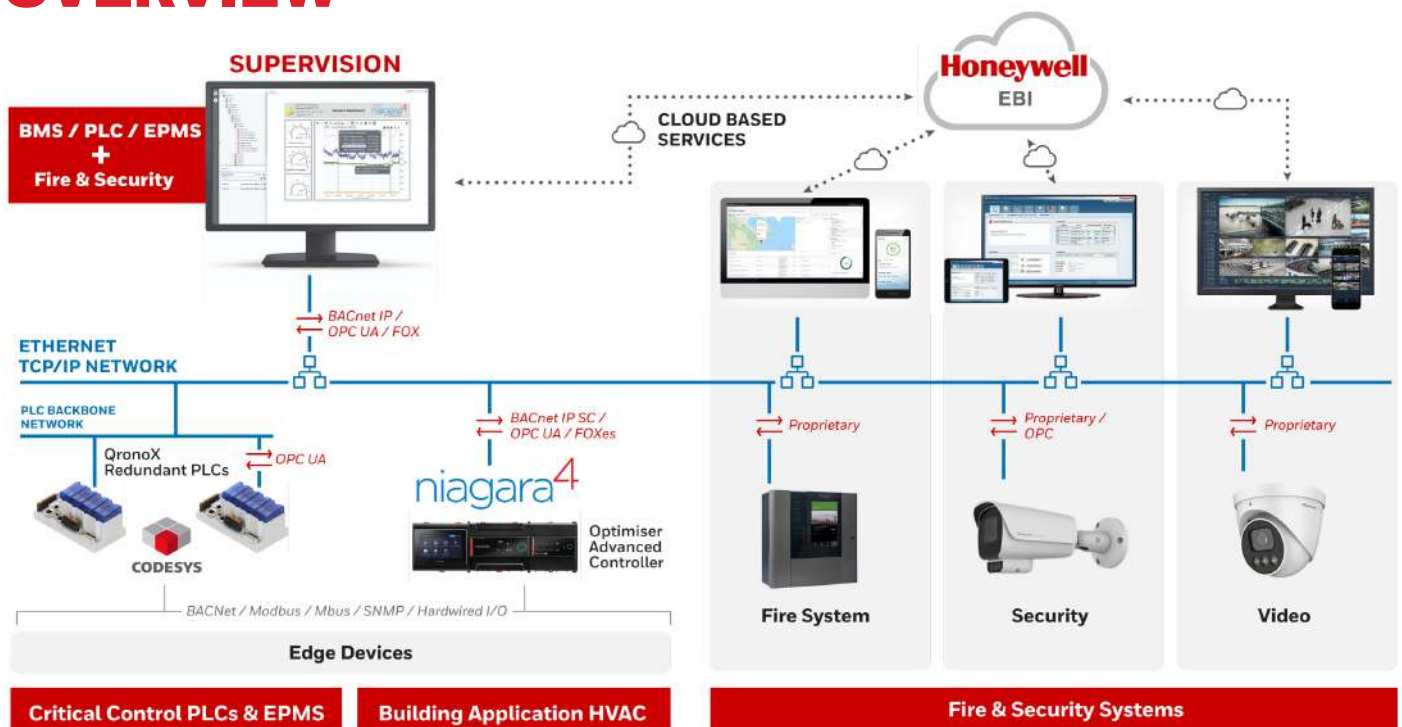 OVERVIEW
SUPERVISION
BMS / PLC / EPMS
+
Fire & Security
niagara4
Honeywell
EBI
CLOUD BASED
SERVICES
BACnet IP /
OPC UA / FOX
ETHERNET
TCP/IP NETWORK
PLC BACKBONE
NETWORK
QronoX
Redundant PLCs
OPC UA
CODESYS
BACnet IP SC /
OPC UA / FOXes
niagara4
Optimiser
Advanced
Controller
Proprietary
Proprietary /
OPC
Proprietary
BACNet / Modbus / Mbus / SNMP / Hardwired I/O
Edge Devices
Fire System
Security
Video
Critical Control PLCs & EPMS
Building Application HVAC
Fire & Security Systems